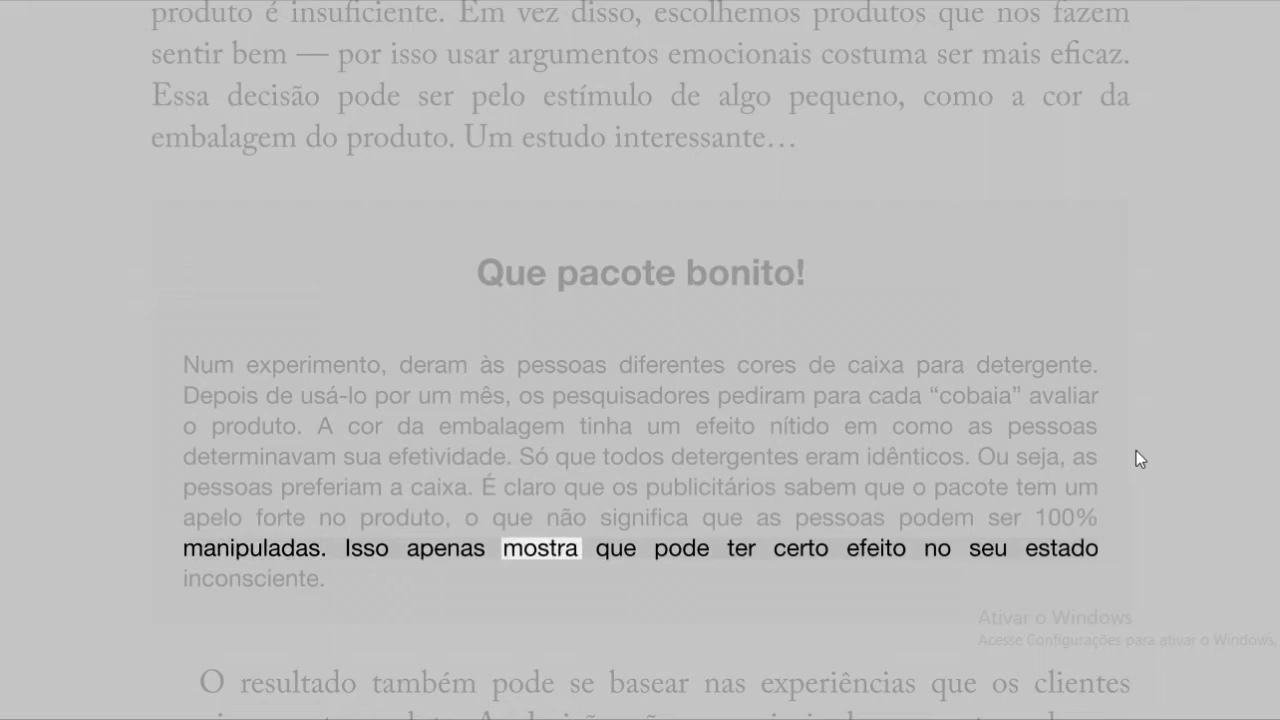 produto é insuficiente. Em vez disso, escolhemos produtos que nos fazem
sentir bem — por isso usar argumentos emocionais costuma ser mais eficaz.
Essa decisão pode ser pelo estímulo de algo pequeno, como a cor da
embalagem do produto. Um estudo interessante…
Que pacote bonito!
Num experimento, deram às pessoas diferentes cores de caixa para detergente.
Depois de usá-lo por um mês, os pesquisadores pediram para cada “cobaia” avaliar
o produto. A cor da embalagem tinha um efeito nítido em como as pessoas
determinavam sua efetividade. Só que todos detergentes eram idênticos. Ou seja, as
pessoas preferiam a caixa. É claro que os publicitários sabem que o pacote tem um
apelo forte no produto, o que não significa que as pessoas podem ser 100%
manipuladas. Isso apenas mostra que pode ter certo efeito no seu estado
inconsciente.
Ativar o Windows
Acesse Configurações para ativar o Windows.
O resultado também pode se basear nas experiências que os clientes